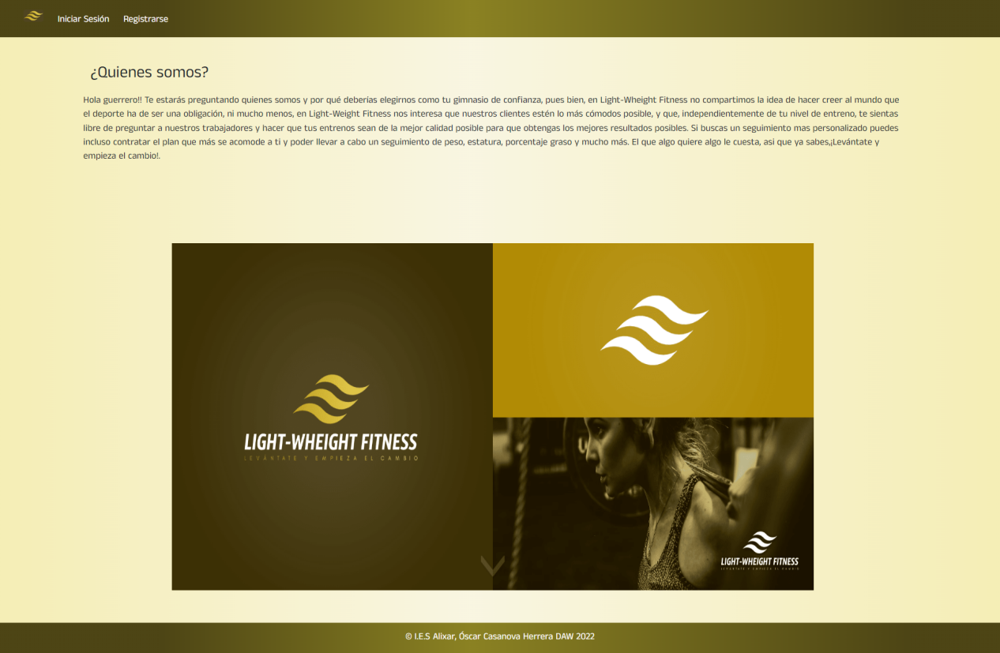 Iniciar Sesión Registrarse
¿Quienes somos?
Hola guerrero!! Te estarás preguntando quienes somos y por qué deberías elegirnos como tu gimnasio de confianza, pues bien, en Light-Wheight Fitness no compartimos la idea de hacer creer al mundo que
el deporte ha de ser una obligación, ni mucho menos, en Light-Weight Fitness nos interesa que nuestros clientes estén lo más cómodos posible, y que, independientemente de tu nivel de entreno, te sientas
libre de preguntar a nuestros trabajadores y hacer que tus entrenos sean de la mejor calidad posible para que obtengas los mejores resultados posibles. Si buscas un seguimiento mas personalizado puedes
incluso contratar el plan que más se acomode a ti y poder llevar a cabo un seguimiento de peso, estatura, porcentaje graso y mucho más. El que algo quiere algo le cuesta, asi que ya sabes,¡Levántate y
empieza el cambio!.
LIGHT-WHEIGHT FITNESS
LEVÁNTATE Y EMPIEZA EL CAMBIO
LIGHT-WHEIGHT FITNESS
LEVÁNTATE Y EMPIEZA EL CAMBIO
© I.E.S Alixar, Óscar Casanova Herrera DAW 2022